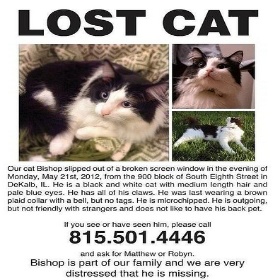 LOST CAT
Our cat Bishop slipped out of a broken screen window in the evening of
Monday, May 21st, 2012, from the 900 block of South Eighth Street in
DeKalb, IL. He is a black and white cat with medium length hair and
pale blue eyes. He has all of his claws. He was last wearing a brown
plaid collar with a bell, but no tags. He is microchipped. He is outgoing,
but not friendly with strangers and does not like to have his back pet.
If you see or have seen him, please call
815.501.4446
and ask for Matthew or Robyn.
Bishop is part of our family and we are very
distressed that he is missing.